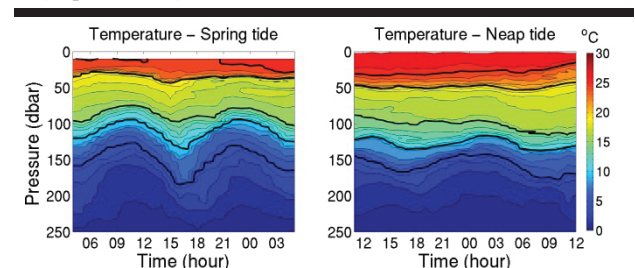 Temperature – Spring tide
Temperature – Neap tide
°C
Pressure (dbar)
0
50
100
150
200
250
06 09 12 15 18 21 00 03
Time (hour)
0
50
100
150
200
250
12 15 18 21 00 03 06 09 12
Time (hour)
30
25
20
15
10
5
0